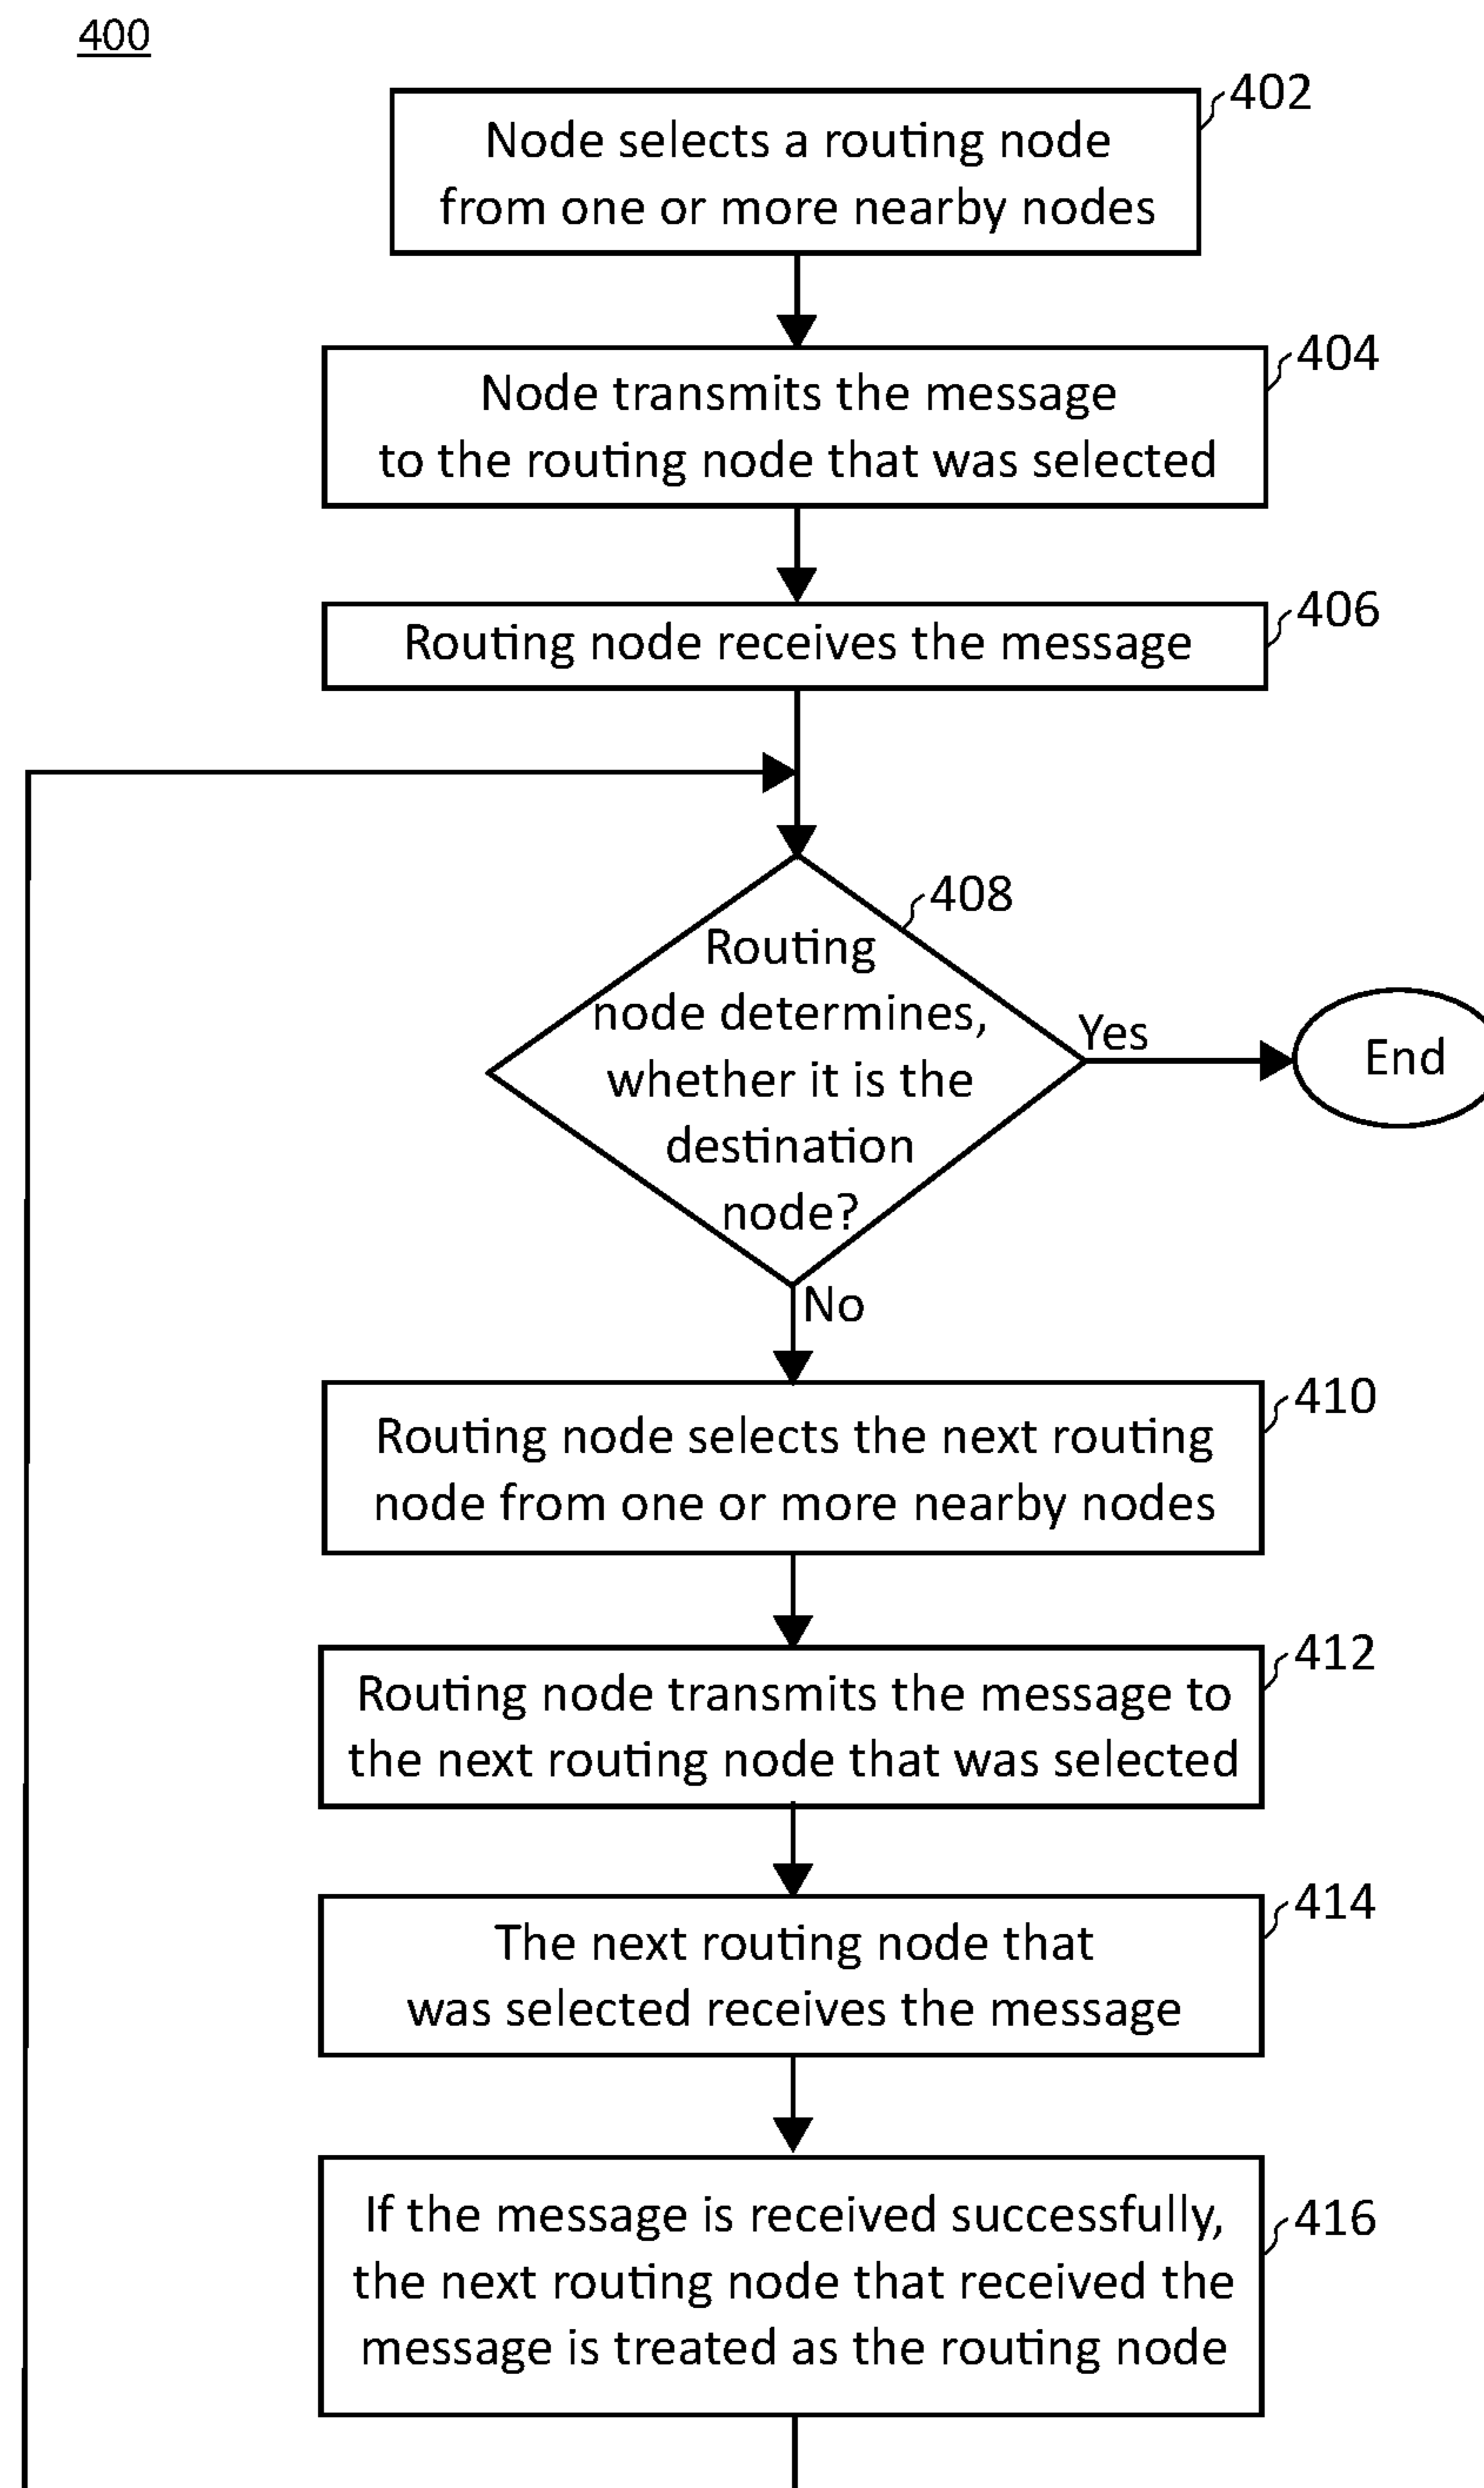 400
402
Node selects a routing node
from one or more nearby nodes
404
Node transmits the message
to the routing node that was selected
406
Routing node receives the message
408
Routing
node determines,
whether it is the
destination
node?
Yes
End
No
410
Routing node selects the next routing
node from one or more nearby nodes
412
Routing node transmits the message to
the next routing node that was selected
414
The next routing node that
was selected receives the message
416
If the message is received successfully,
the next routing node that received the
message is treated as the routing node